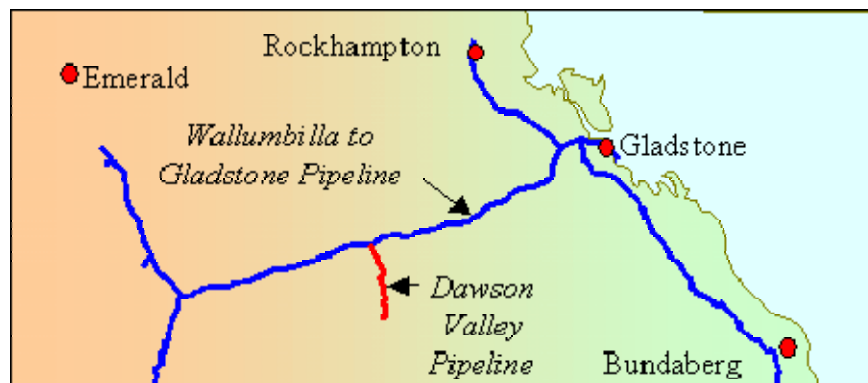 Rockhampton
Emerald
Wallumbilla to
Gladstone Pipeline
Gladstone
Dawson
Valley
Pipeline
Bundaberg